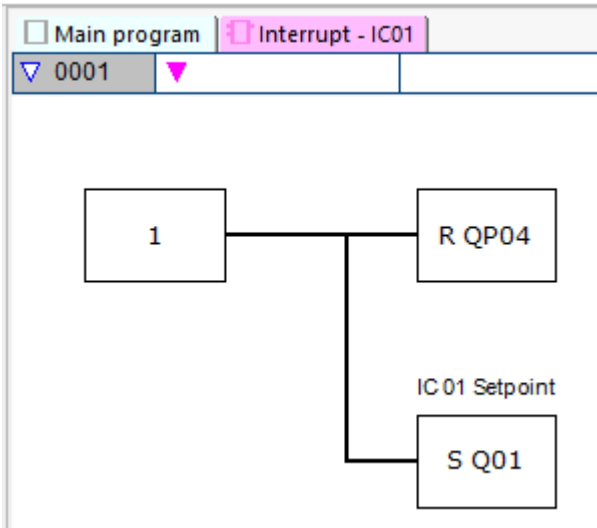 Main program
Interrupt - IC01
0001
1
R QP04
IC 01 Setpoint
S Q01